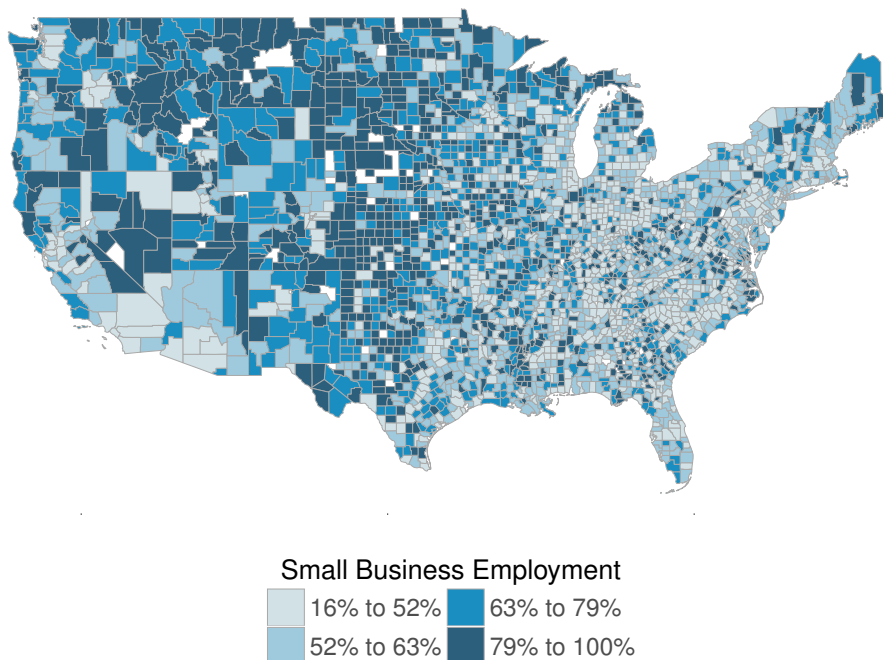 Small Business Employment
16% to 52% 63% to 79%
52% to 63% 79% to 100%